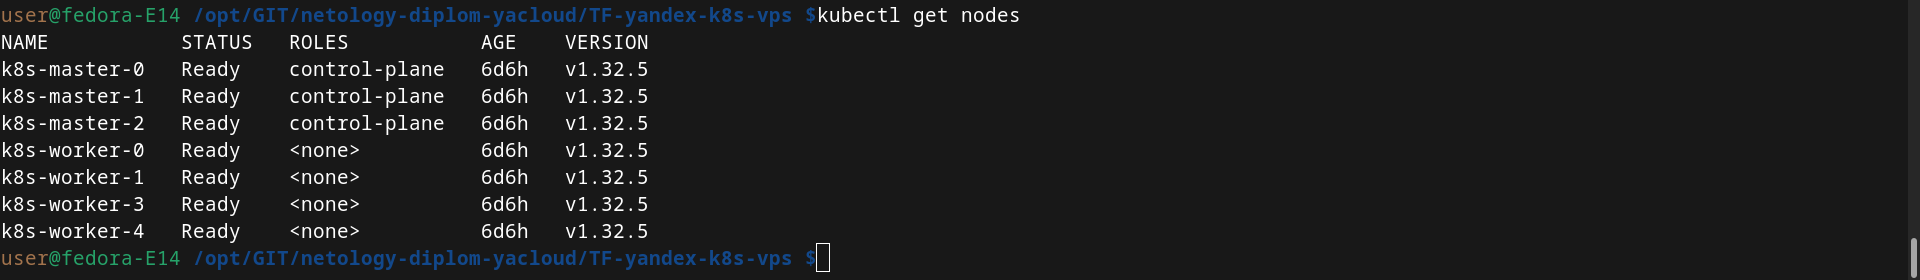 user@fedora-E14 /opt/GIT/netology-diplom-yacloud/TF-yandex-k8s-vps $kubectl get nodes
NAME           STATUS   ROLES           AGE    VERSION
k8s-master-0   Ready    control-plane   6d6h   v1.32.5
k8s-master-1   Ready    control-plane   6d6h   v1.32.5
k8s-master-2   Ready    control-plane   6d6h   v1.32.5
k8s-worker-0   Ready    <none>          6d6h   v1.32.5
k8s-worker-1   Ready    <none>          6d6h   v1.32.5
k8s-worker-3   Ready    <none>          6d6h   v1.32.5
k8s-worker-4   Ready    <none>          6d6h   v1.32.5
user@fedora-E14 /opt/GIT/netology-diplom-yacloud/TF-yandex-k8s-vps $